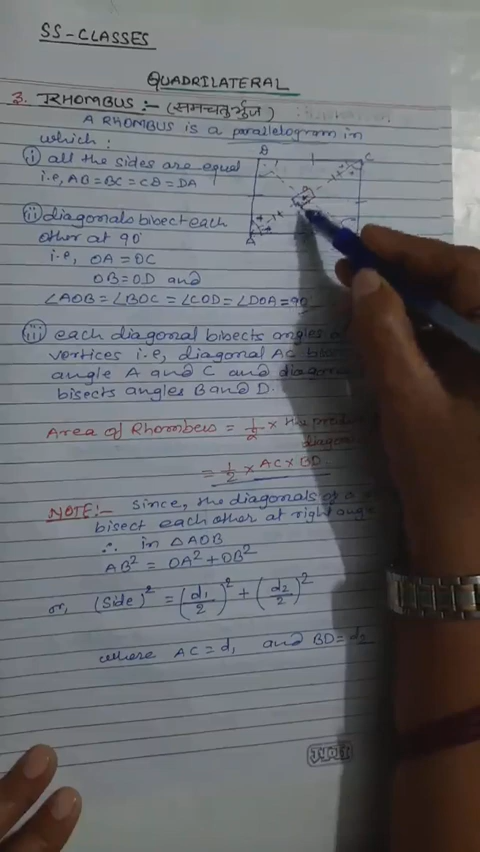 SS-CLASSES
QUADRILATERAL
3. RHOMBUS :- (समचतुर्भुज)
A RHOMBUS is a parallelogram in
which:
(i) all the sides are equal
i.e, AB = BC = CD = DA
D
C
O
A
(ii) diagonals bisect each
other at 90
i.e, OA = OC
OB = OD and
∠AOB = ∠BOC = ∠COD = ∠DOA = 90
(iii) each diagonal bisects angles
vertices i.e, diagonal AC
angle A and C and
bisects angles B and D.
Area of Rhombus = 1/2 × the
= 1/2 × AC × BD.
NOTE:- Since, the diagonals of a
bisect each other at right
∴ in △AOB
AB² = OA² + OB²
or, (Side)² = (d₁/2)² + (d₂/2)²
where AC = d₁ and BD = d₂